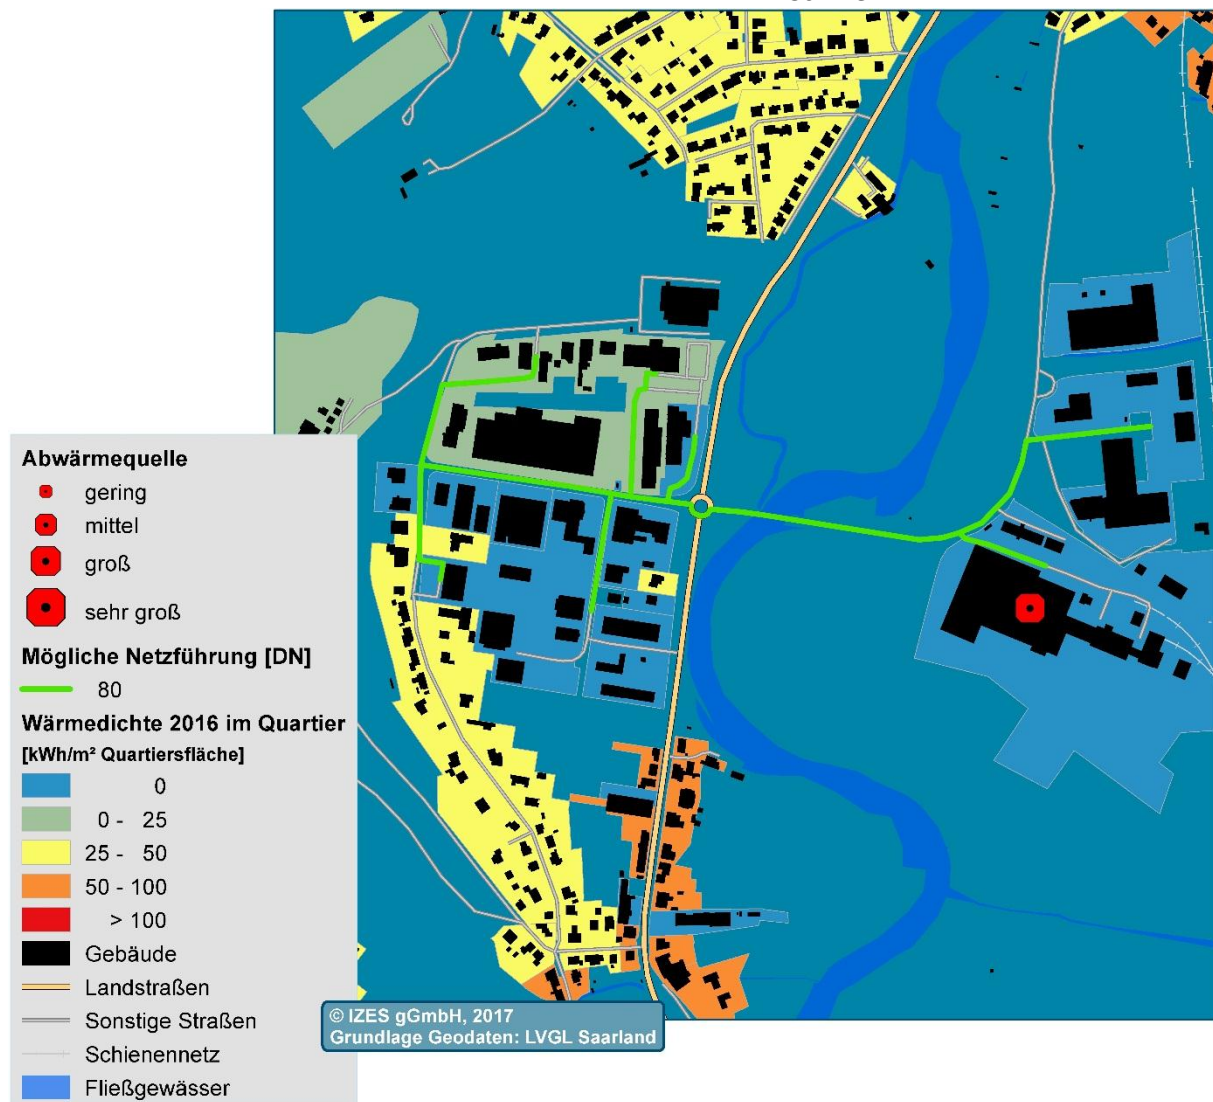 Abwärmequelle
gering
mittel
groß
sehr groß
Mögliche Netzführung [DN]
80
Wärmedichte 2016 im Quartier
[kWh/m² Quartiersfläche]
0
0 - 25
25 - 50
50 - 100
> 100
Gebäude
Landstraßen
Sonstige Straßen
Schienennetz
Fließgewässer
© IZES gGmbH, 2017
Grundlage Geodaten: LVGL Saarland